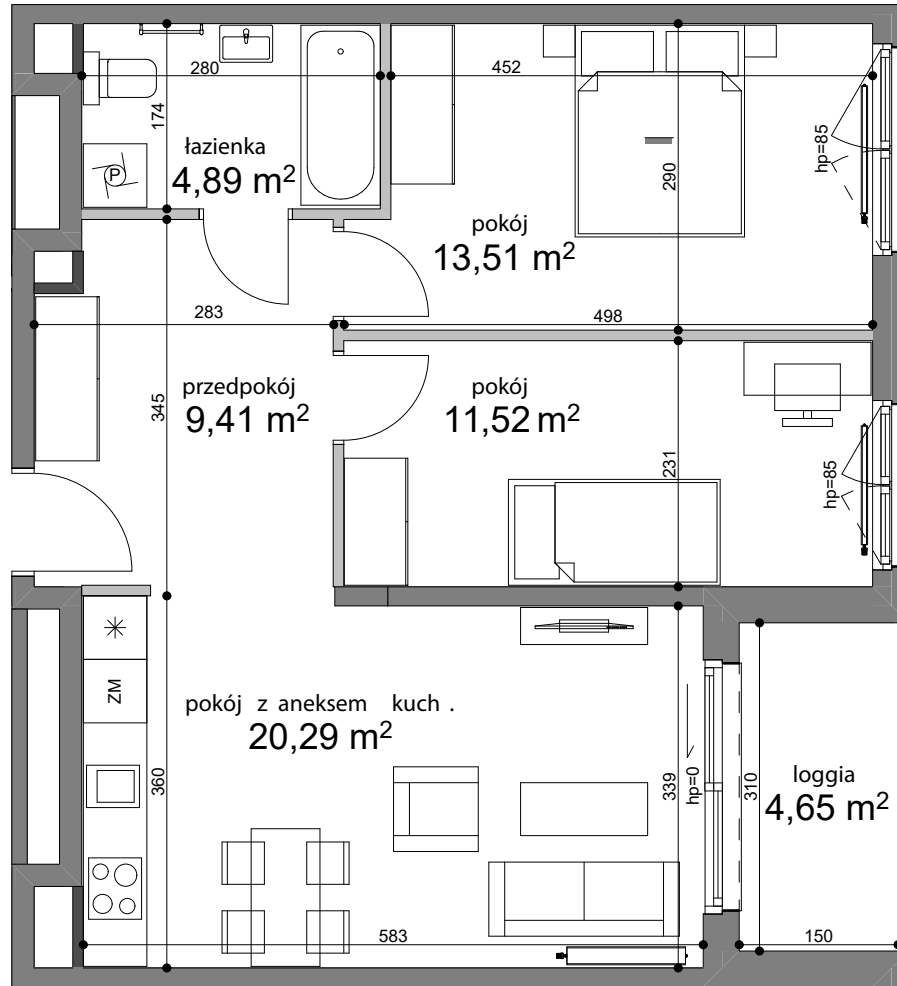 280
452
174
łazienka
4,89 m²
P
290
hp=85
pokój
13,51 m²
283
498
345
przedpokój
9,41 m²
pokój
11,52 m²
231
hp=85
ZM
pokój z aneksem kuch .
20,29 m²
360
339
hp=0
310
loggia
4,65 m²
583
150